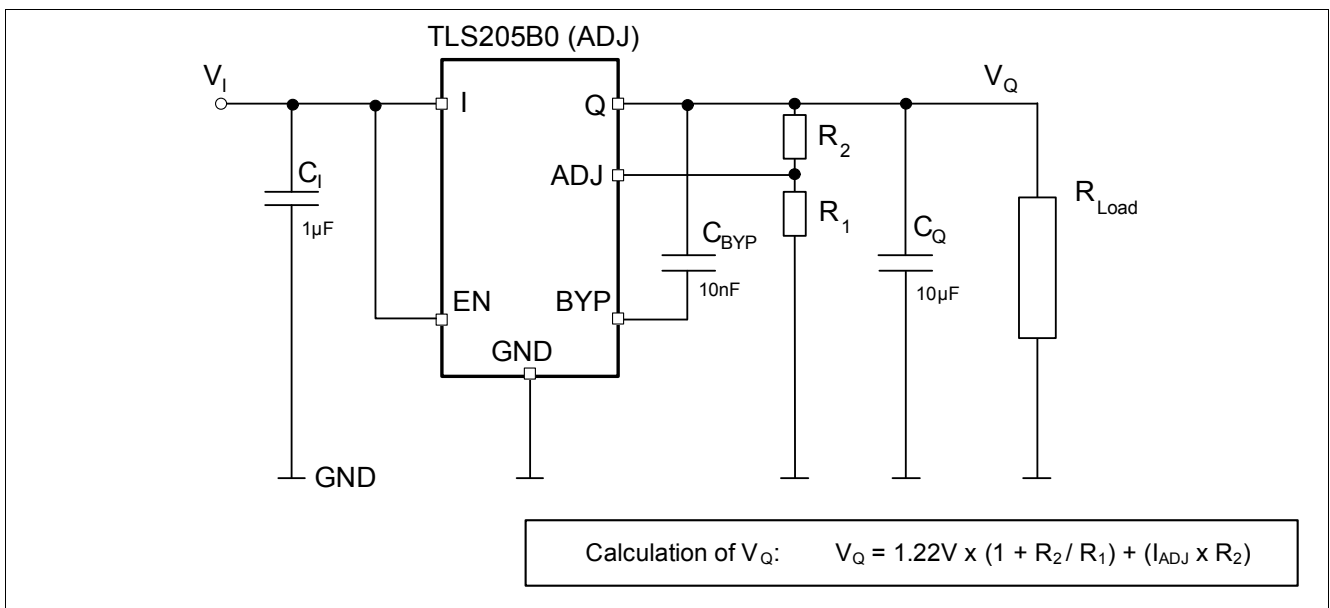 TLS205B0 (ADJ)
V_I
V_Q
I
Q
R_2
C_I
1µF
ADJ
R_1
R_Load
C_BYP
10nF
C_Q
10µF
EN
BYP
GND
GND
Calculation of V_Q: V_Q = 1.22V x (1 + R_2 / R_1) + (I_ADJ x R_2)